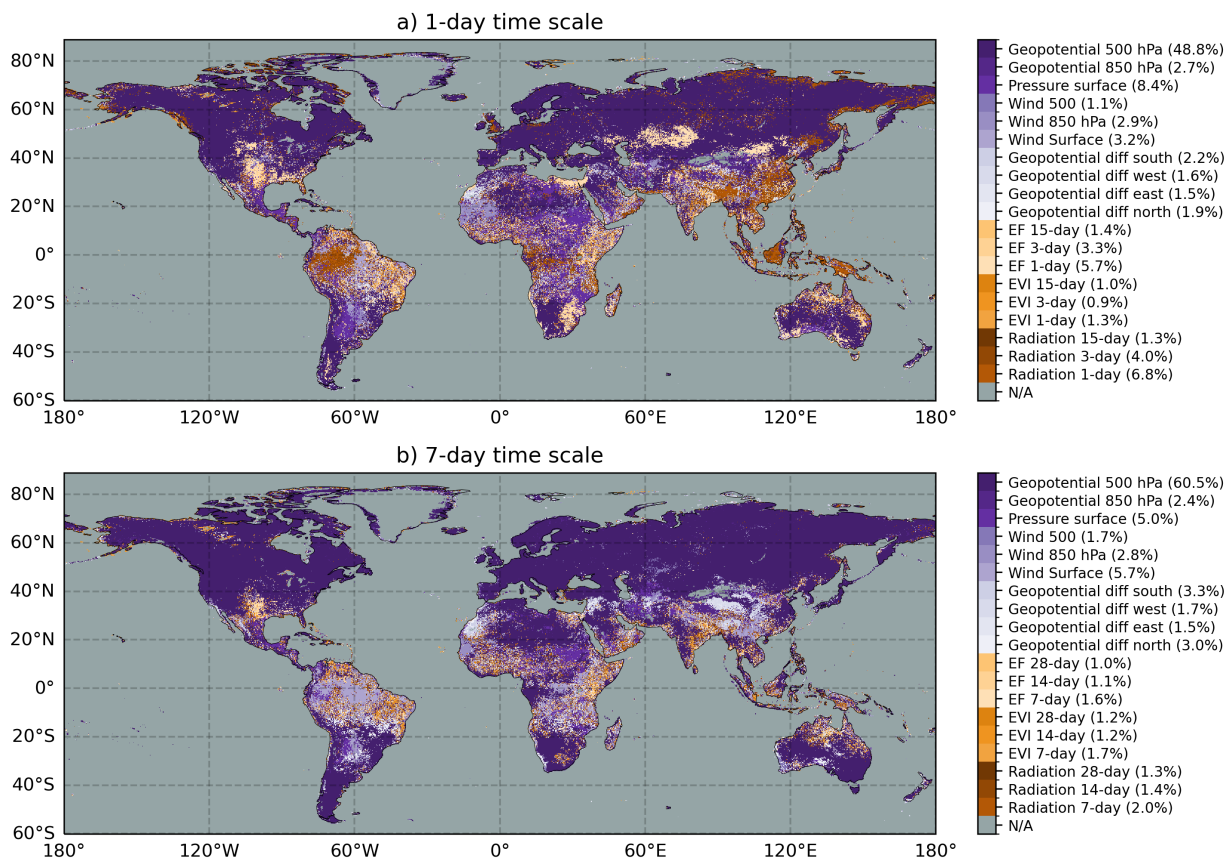 a) 1-day time scale
80°N
60°N
40°N
20°N
0°
20°S
40°S
60°S
180°
120°W
60°W
0°
60°E
120°E
180°
Geopotential 500 hPa (48.8%)
Geopotential 850 hPa (2.7%)
Pressure surface (8.4%)
Wind 500 (1.1%)
Wind 850 hPa (2.9%)
Wind Surface (3.2%)
Geopotential diff south (2.2%)
Geopotential diff west (1.6%)
Geopotential diff east (1.5%)
Geopotential diff north (1.9%)
EF 15-day (1.4%)
EF 3-day (3.3%)
EF 1-day (5.7%)
EVI 15-day (1.0%)
EVI 3-day (0.9%)
EVI 1-day (1.3%)
Radiation 15-day (1.3%)
Radiation 3-day (4.0%)
Radiation 1-day (6.8%)
N/A
b) 7-day time scale
80°N
60°N
40°N
20°N
0°
20°S
40°S
60°S
180°
120°W
60°W
0°
60°E
120°E
180°
Geopotential 500 hPa (60.5%)
Geopotential 850 hPa (2.4%)
Pressure surface (5.0%)
Wind 500 (1.7%)
Wind 850 hPa (2.8%)
Wind Surface (5.7%)
Geopotential diff south (3.3%)
Geopotential diff west (1.7%)
Geopotential diff east (1.5%)
Geopotential diff north (3.0%)
EF 28-day (1.0%)
EF 14-day (1.1%)
EF 7-day (1.6%)
EVI 28-day (1.2%)
EVI 14-day (1.2%)
EVI 7-day (1.7%)
Radiation 28-day (1.3%)
Radiation 14-day (1.4%)
Radiation 7-day (2.0%)
N/A